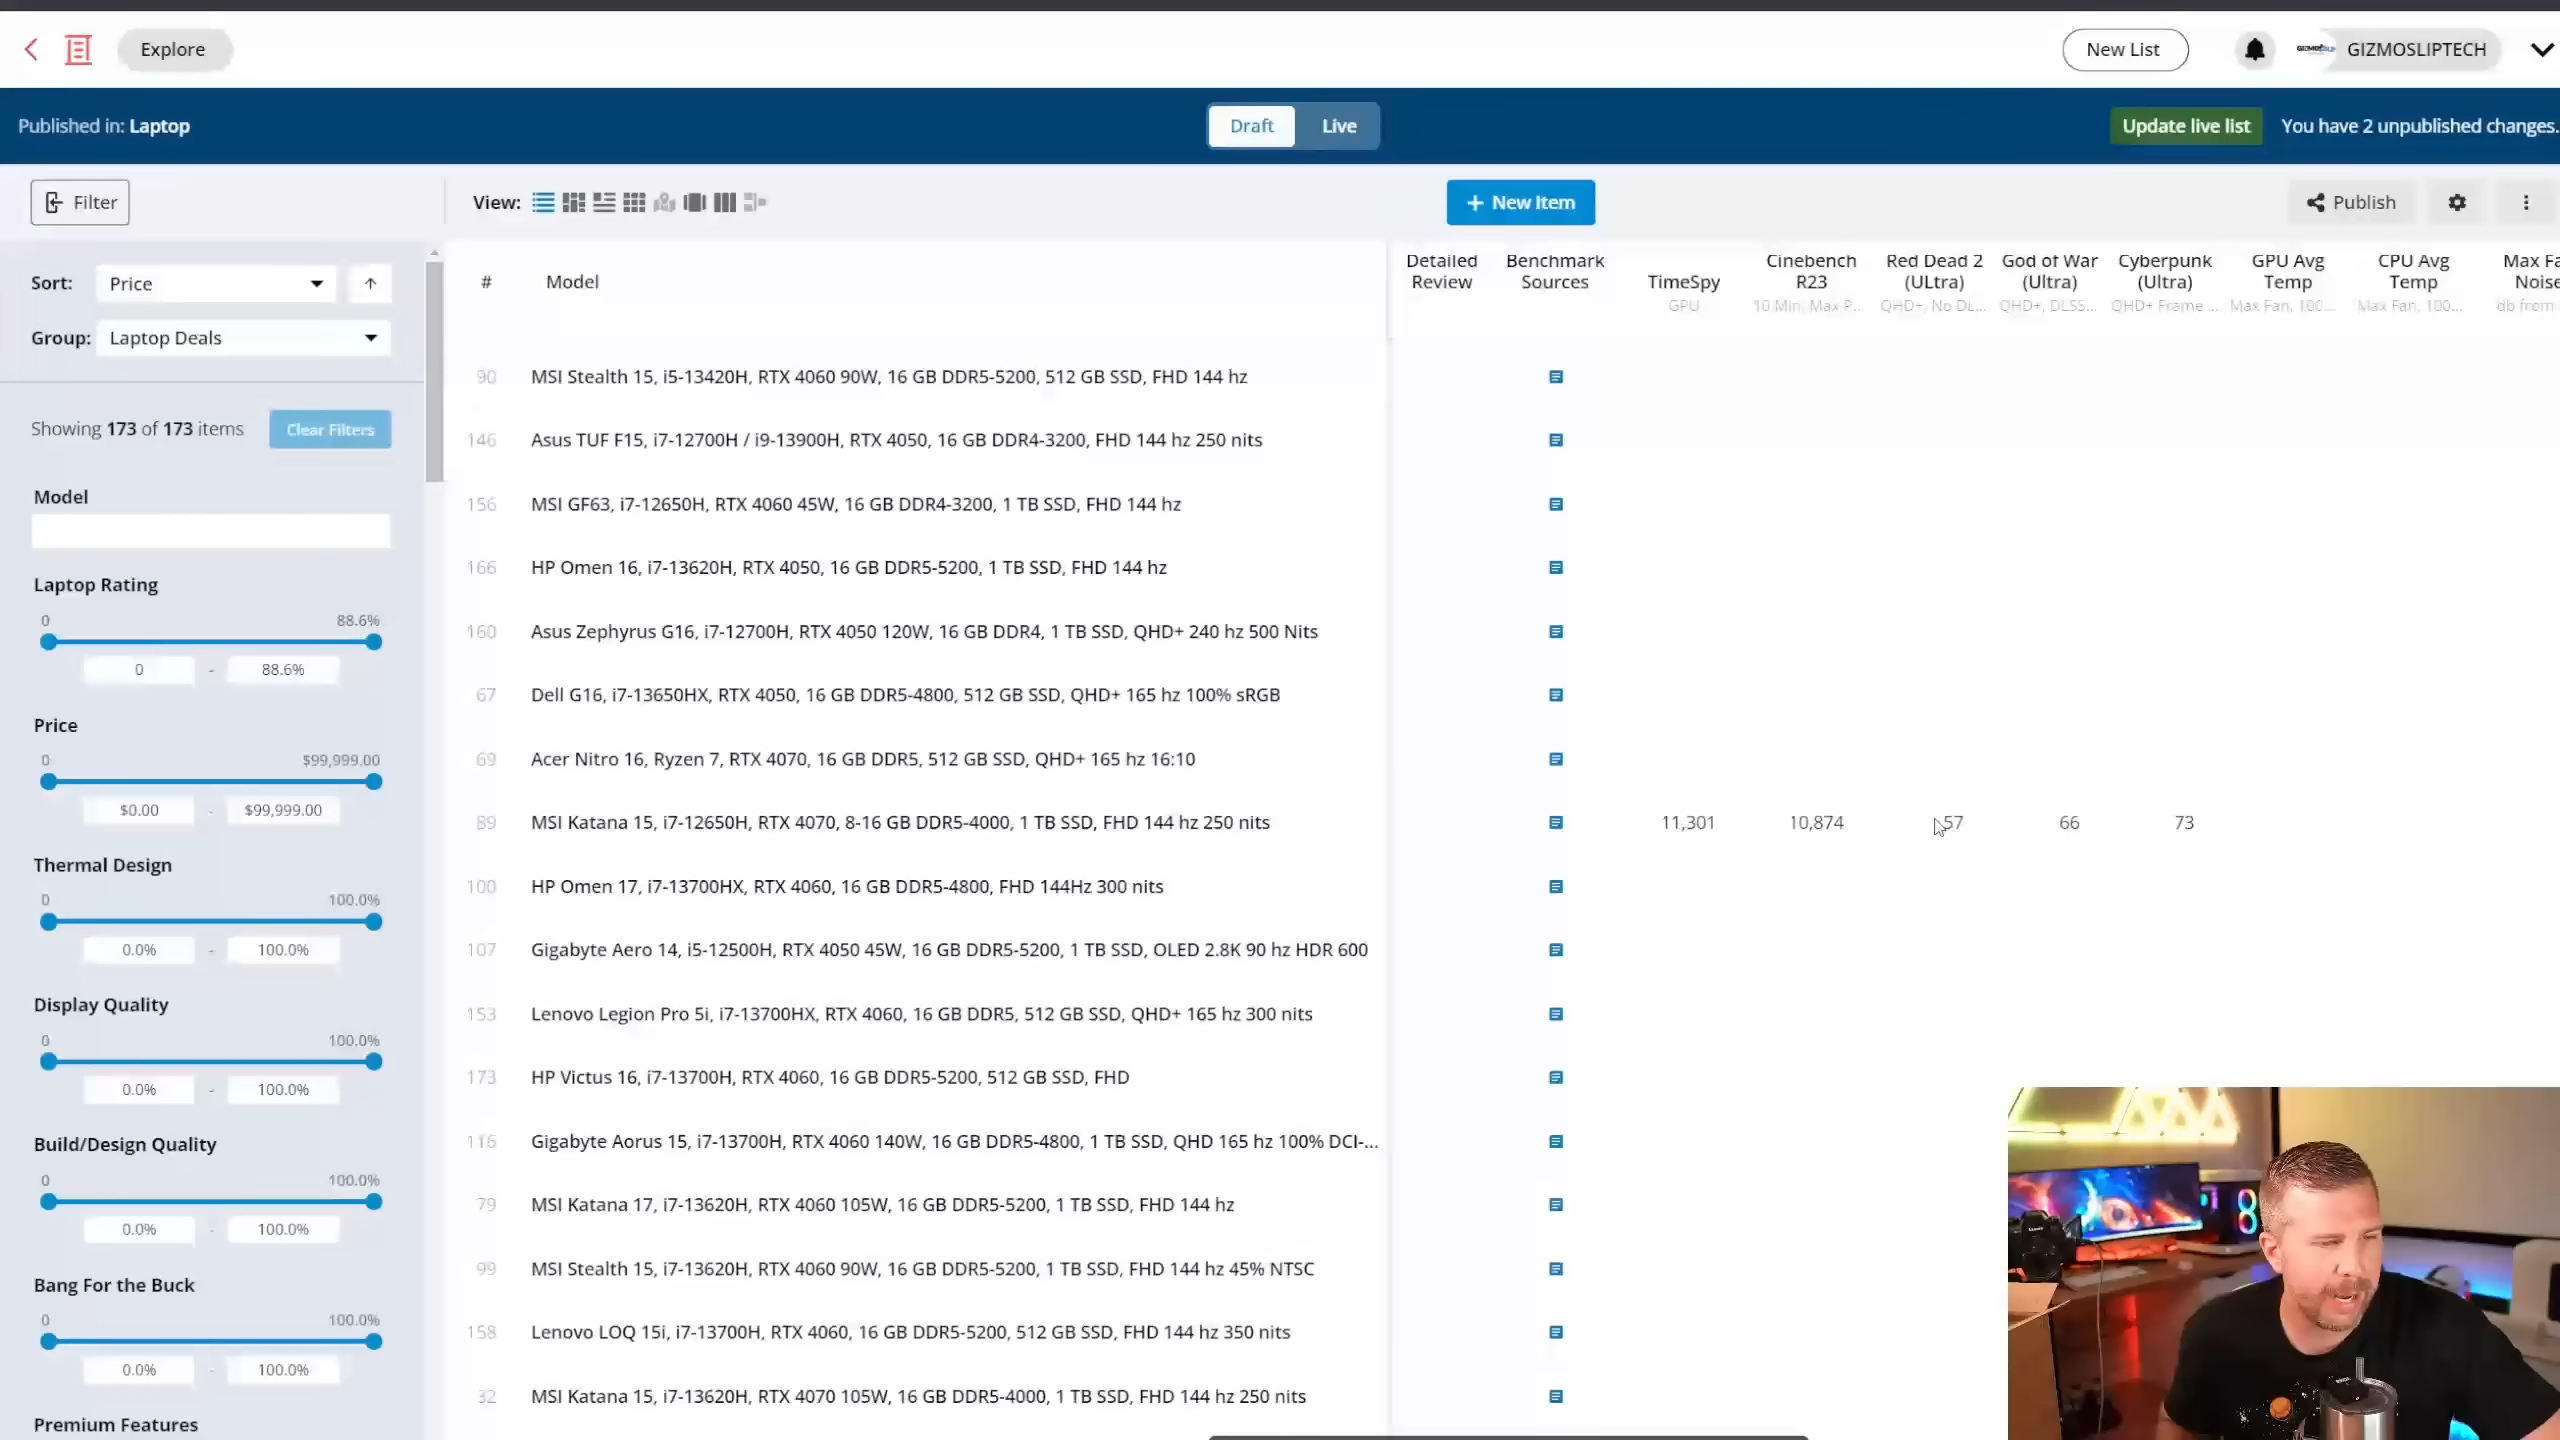 Explore
New List
GIZMOSLIPTECH
Published in: Laptop
Draft
Live
Update live list
You have 2 unpublished changes.
Filter
View:
+ New Item
Publish
Sort:
Price
Group:
Laptop Deals
Showing 173 of 173 items
Clear Filters
Model
Laptop Rating
0
88.6%
0 - 88.6%
Price
0
$99,999.00
$0.00 - $99,999.00
Thermal Design
0
100.0%
0.0% - 100.0%
Display Quality
0
100.0%
0.0% - 100.0%
Build/Design Quality
0
100.0%
0.0% - 100.0%
Bang For the Buck
0
100.0%
0.0% - 100.0%
Premium Features
#
Model
Detailed Review
Benchmark Sources
TimeSpy
GPU
Cinebench R23
10 Min, Max P...
Red Dead 2 (ULtra)
QHD+, No DL...
God of War (Ultra)
QHD+, DLSS...
Cyberpunk (Ultra)
QHD+ Frame ...
GPU Avg Temp
Max Fan, 100...
CPU Avg Temp
Max Fan, 100...
Max Fa
Noise
db from
90 MSI Stealth 15, i5-13420H, RTX 4060 90W, 16 GB DDR5-5200, 512 GB SSD, FHD 144 hz
146 Asus TUF F15, i7-12700H / i9-13900H, RTX 4050, 16 GB DDR4-3200, FHD 144 hz 250 nits
156 MSI GF63, i7-12650H, RTX 4060 45W, 16 GB DDR4-3200, 1 TB SSD, FHD 144 hz
166 HP Omen 16, i7-13620H, RTX 4050, 16 GB DDR5-5200, 1 TB SSD, FHD 144 hz
160 Asus Zephyrus G16, i7-12700H, RTX 4050 120W, 16 GB DDR4, 1 TB SSD, QHD+ 240 hz 500 Nits
67 Dell G16, i7-13650HX, RTX 4050, 16 GB DDR5-4800, 512 GB SSD, QHD+ 165 hz 100% sRGB
69 Acer Nitro 16, Ryzen 7, RTX 4070, 16 GB DDR5, 512 GB SSD, QHD+ 165 hz 16:10
89 MSI Katana 15, i7-12650H, RTX 4070, 8-16 GB DDR5-4000, 1 TB SSD, FHD 144 hz 250 nits 11,301 10,874 57 66 73
100 HP Omen 17, i7-13700HX, RTX 4060, 16 GB DDR5-4800, FHD 144Hz 300 nits
107 Gigabyte Aero 14, i5-12500H, RTX 4050 45W, 16 GB DDR5-5200, 1 TB SSD, OLED 2.8K 90 hz HDR 600
153 Lenovo Legion Pro 5i, i7-13700HX, RTX 4060, 16 GB DDR5, 512 GB SSD, QHD+ 165 hz 300 nits
173 HP Victus 16, i7-13700H, RTX 4060, 16 GB DDR5-5200, 512 GB SSD, FHD
116 Gigabyte Aorus 15, i7-13700H, RTX 4060 140W, 16 GB DDR5-4800, 1 TB SSD, QHD 165 hz 100% DCI-...
79 MSI Katana 17, i7-13620H, RTX 4060 105W, 16 GB DDR5-5200, 1 TB SSD, FHD 144 hz
99 MSI Stealth 15, i7-13620H, RTX 4060 90W, 16 GB DDR5-5200, 1 TB SSD, FHD 144 hz 45% NTSC
158 Lenovo LOQ 15i, i7-13700H, RTX 4060, 16 GB DDR5-5200, 512 GB SSD, FHD 144 hz 350 nits
32 MSI Katana 15, i7-13620H, RTX 4070 105W, 16 GB DDR5-4000, 1 TB SSD, FHD 144 hz 250 nits